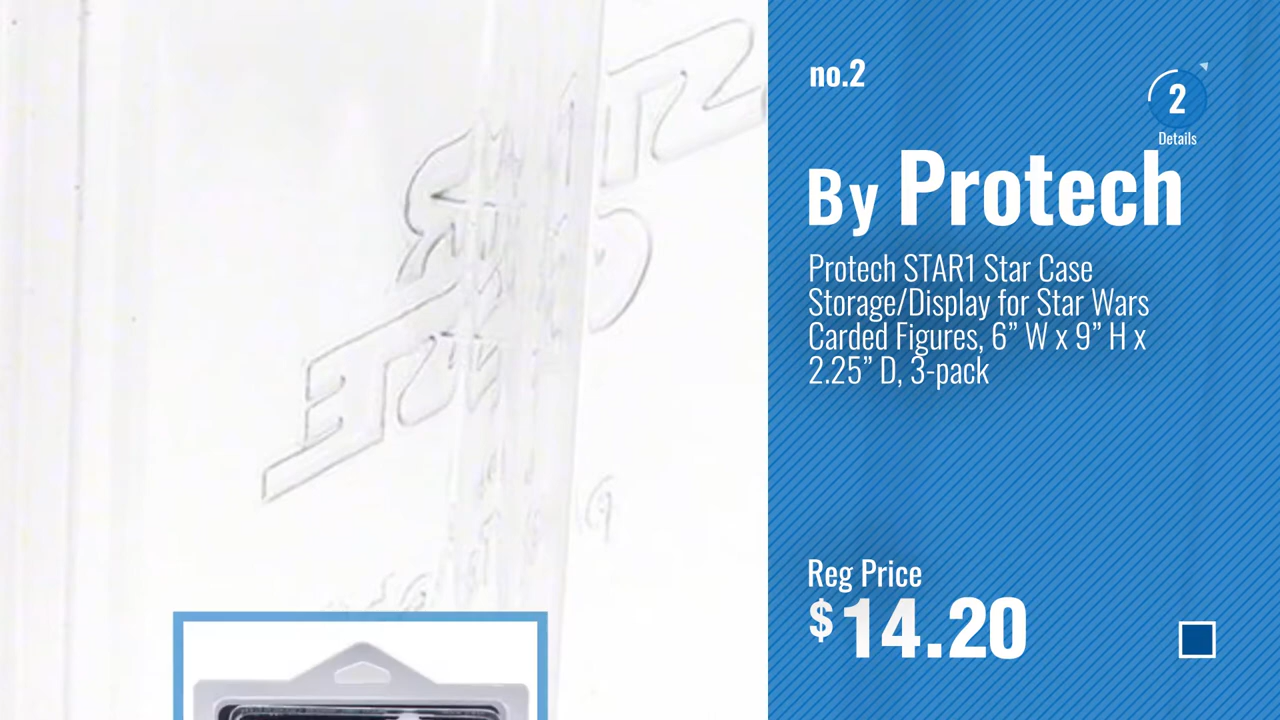 no.2
2
Details
By Protech
Protech STAR1 Star Case
Storage/Display for Star Wars
Carded Figures, 6” W x 9” H x
2.25” D, 3-pack
Reg Price
$14.20